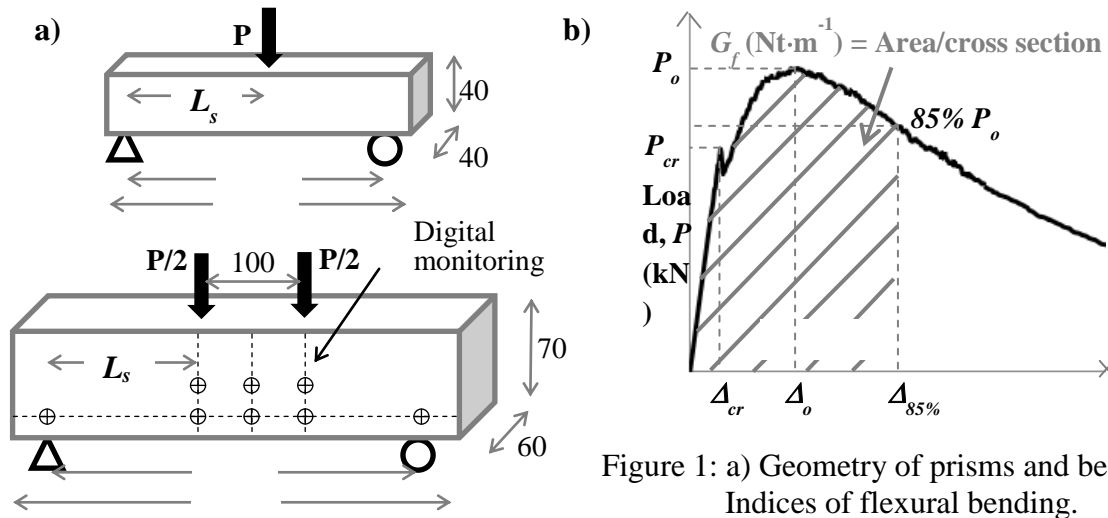 a)
P
L_s
40
40
P/2
100
P/2
Digital
monitoring
L_s
70
60
b)
G_f (Nt·m⁻¹) = Area/cross section
P_o
85% P_o
P_cr
Loa
d, P
(kN
)
Δ_cr
Δ_o
Δ_85%
Figure 1: a) Geometry of prisms and be
Indices of flexural bending.